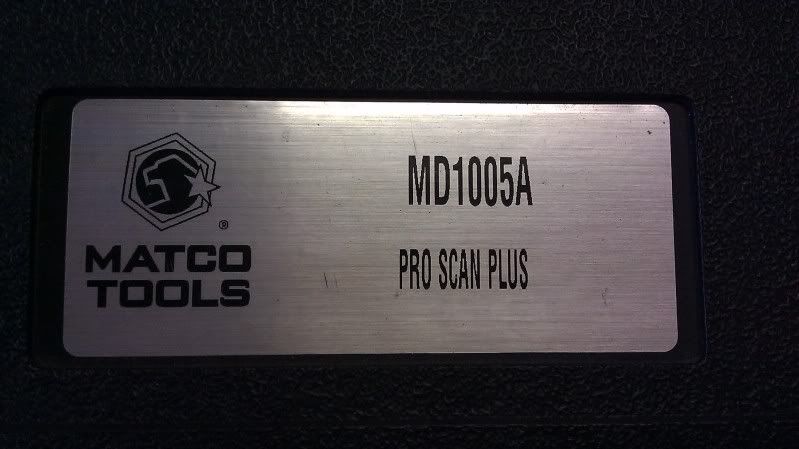 ®
MATCO
TOOLS
MD1005A
PRO SCAN PLUS